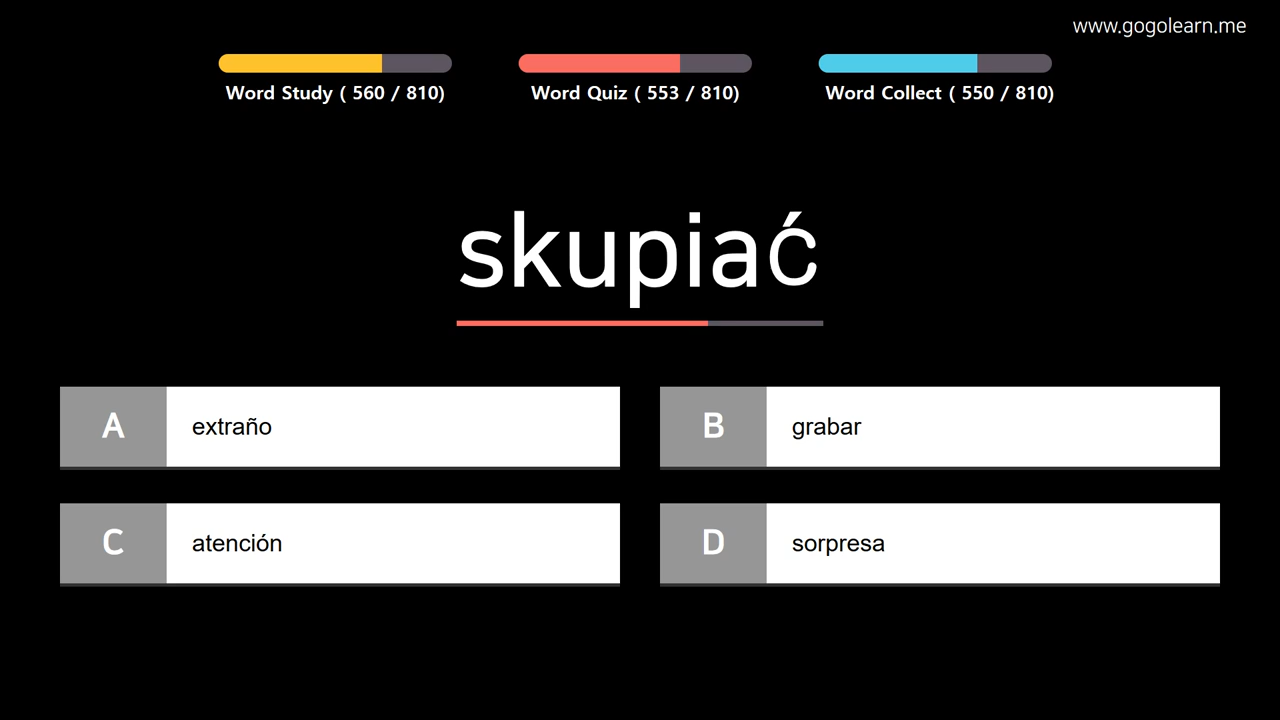 www.gogolearn.me
Word Study ( 560 / 810)
Word Quiz ( 553 / 810)
Word Collect ( 550 / 810)
skupiać
A extraño
B grabar
C atención
D sorpresa